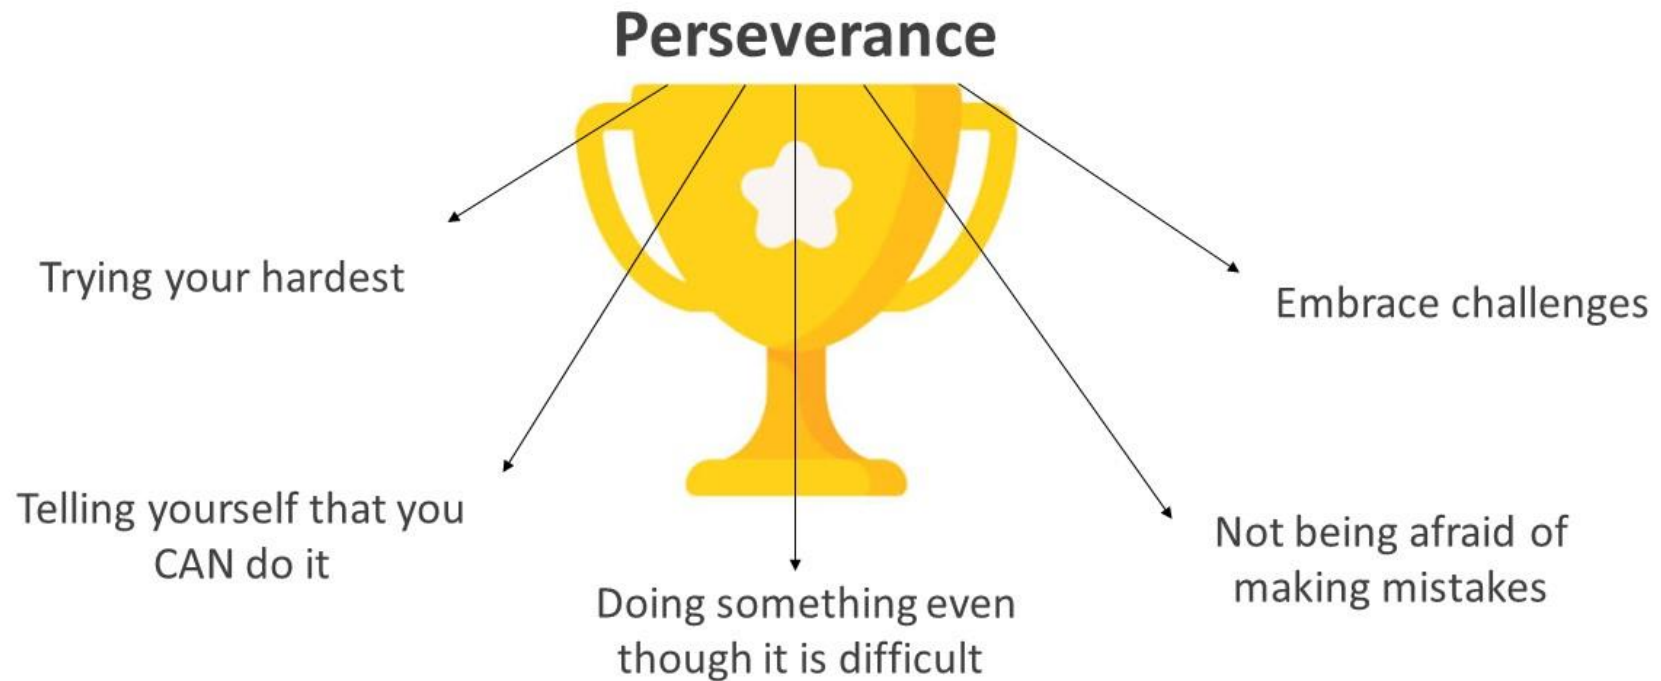 Perseverance
Trying your hardest
Embrace challenges
Telling yourself that you
CAN do it
Not being afraid of
making mistakes
Doing something even
though it is difficult